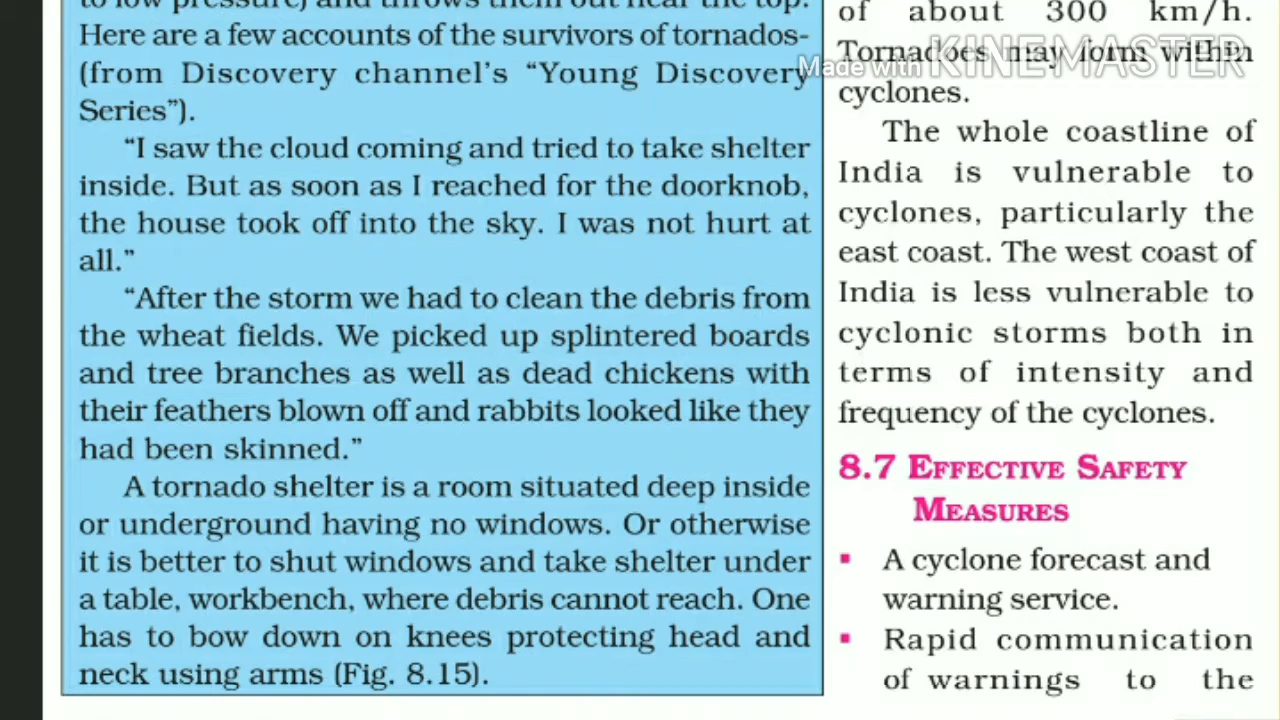 to low pressure) and throws them out near the top.
Here are a few accounts of the survivors of tornados-
(from Discovery channel's “Young Discovery
Series”).
“I saw the cloud coming and tried to take shelter
inside. But as soon as I reached for the doorknob,
the house took off into the sky. I was not hurt at
all.”
“After the storm we had to clean the debris from
the wheat fields. We picked up splintered boards
and tree branches as well as dead chickens with
their feathers blown off and rabbits looked like they
had been skinned.”
A tornado shelter is a room situated deep inside
or underground having no windows. Or otherwise
it is better to shut windows and take shelter under
a table, workbench, where debris cannot reach. One
has to bow down on knees protecting head and
neck using arms (Fig. 8.15).
of about 300 km/h.
Tornadoes may form within
cyclones.
The whole coastline of
India is vulnerable to
cyclones, particularly the
east coast. The west coast of
India is less vulnerable to
cyclonic storms both in
terms of intensity and
frequency of the cyclones.
8.7 EFFECTIVE SAFETY
MEASURES
▪ A cyclone forecast and
warning service.
▪ Rapid communication
of warnings to the
Made with KINEMASTER